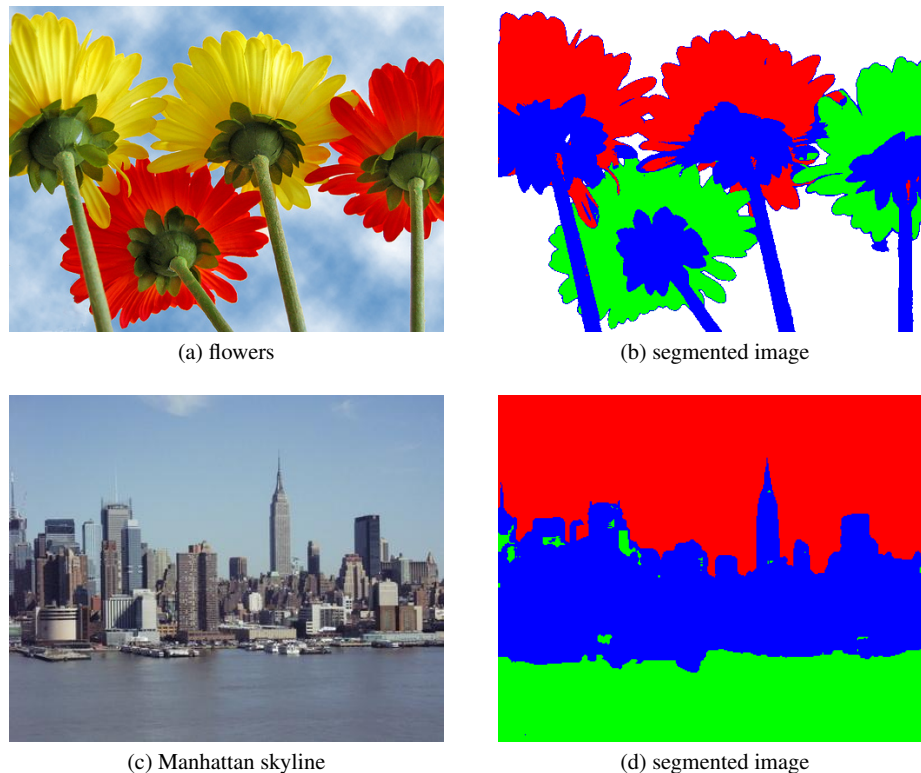 (a) flowers
(b) segmented image
(c) Manhattan skyline
(d) segmented image